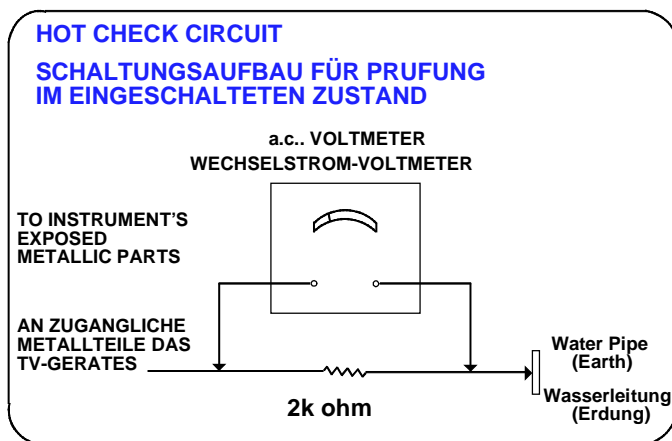 HOT CHECK CIRCUIT
SCHALTUNGSAUFBAU FÜR PRUFUNG
IM EINGESCHALTETEN ZUSTAND
a.c.. VOLTMETER
WECHSELSTROM-VOLTMETER
TO INSTRUMENT'S
EXPOSED
METALLIC PARTS
AN ZUGANGLICHE
METALLTEILE DAS
TV-GERATES
2k ohm
Water Pipe
(Earth)
Wasserleitung
(Erdung)